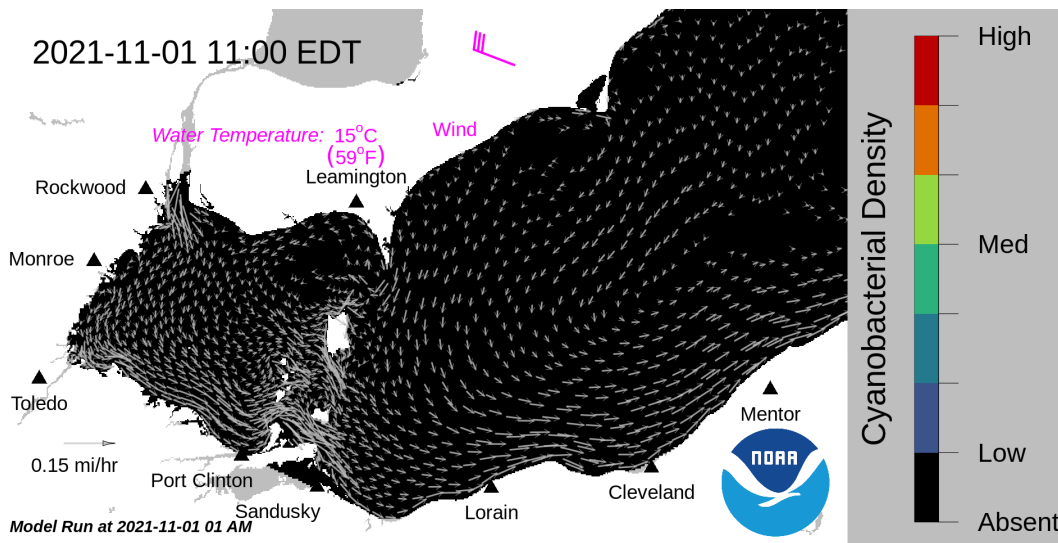 2021-11-01 11:00 EDT
Water Temperature: 15°C
(59°F)
Wind
Leamington
Rockwood
Monroe
Toledo
0.15 mi/hr
Port Clinton
Sandusky
Lorain
Cleveland
Mentor
NOAA
Model Run at 2021-11-01 01 AM
Cyanobacterial Density
High
Med
Low
Absent